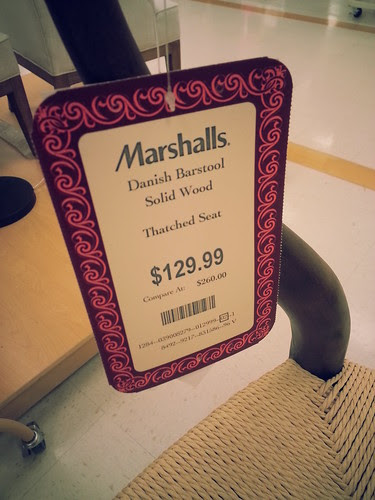 Marshalls.
Danish Barstool
Solid Wood
Thatched Seat
$129.99
Compare At: $260.00